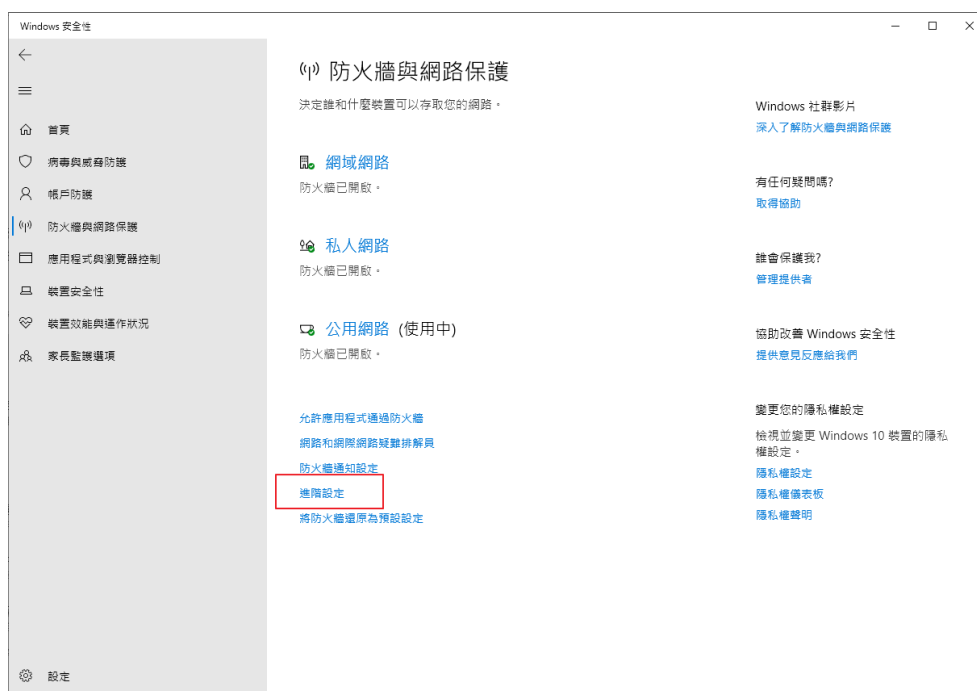 Windows 安全性
首頁
病毒與威脅防護
帳戶防護
防火牆與網路保護
應用程式與瀏覽器控制
裝置安全性
裝置效能與運作狀況
家長監護選項
設定
防火牆與網路保護
決定誰和什麼裝置可以存取您的網路。
網域網路
防火牆已開啟。
私人網路
防火牆已開啟。
公用網路 (使用中)
防火牆已開啟。
允許應用程式通過防火牆
網路和網際網路疑難排解員
防火牆通知設定
進階設定
將防火牆還原為預設設定
Windows 社群影片
深入了解防火牆與網路保護
有任何疑問嗎?
取得協助
誰會保護我?
管理提供者
協助改善 Windows 安全性
提供意見反應給我們
變更您的隱私權設定
檢視並變更 Windows 10 裝置的隱私
權設定。
隱私權設定
隱私權儀表板
隱私權聲明